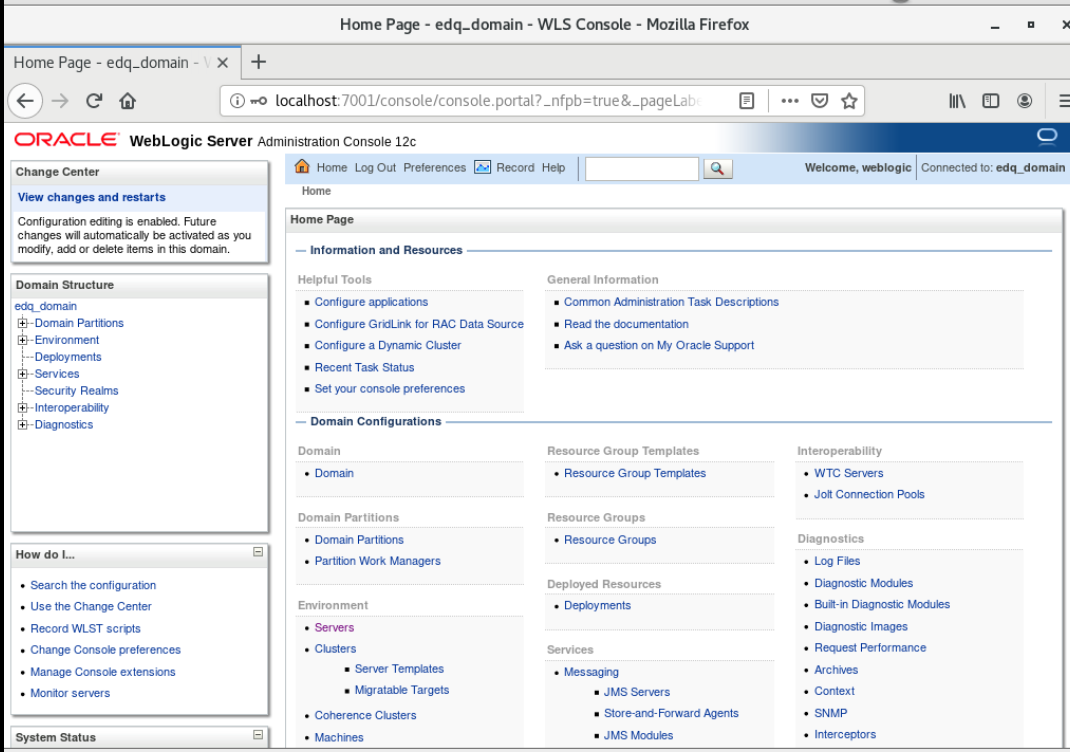 Home Page - edq_domain - WLS Console - Mozilla Firefox
Home Page - edq_domain -
localhost:7001/console/console.portal?_nfpb=true&_pageLabe
ORACLE WebLogic Server Administration Console 12c
Change Center
View changes and restarts
Configuration editing is enabled. Future
changes will automatically be activated as you
modify, add or delete items in this domain.
Domain Structure
edq_domain
Domain Partitions
Environment
Deployments
Services
Security Realms
Interoperability
Diagnostics
How do I...
Search the configuration
Use the Change Center
Record WLST scripts
Change Console preferences
Manage Console extensions
Monitor servers
System Status
Home Log Out Preferences Record Help
Welcome, weblogic Connected to: edq_domain
Home
Home Page
Information and Resources
Helpful Tools
Configure applications
Configure GridLink for RAC Data Source
Configure a Dynamic Cluster
Recent Task Status
Set your console preferences
General Information
Common Administration Task Descriptions
Read the documentation
Ask a question on My Oracle Support
Domain Configurations
Domain
Domain
Domain Partitions
Domain Partitions
Partition Work Managers
Environment
Servers
Clusters
Server Templates
Migratable Targets
Coherence Clusters
Machines
Resource Group Templates
Resource Group Templates
Resource Groups
Resource Groups
Deployed Resources
Deployments
Services
Messaging
JMS Servers
Store-and-Forward Agents
JMS Modules
Interoperability
WTC Servers
Jolt Connection Pools
Diagnostics
Log Files
Diagnostic Modules
Built-in Diagnostic Modules
Diagnostic Images
Request Performance
Archives
Context
SNMP
Interceptors